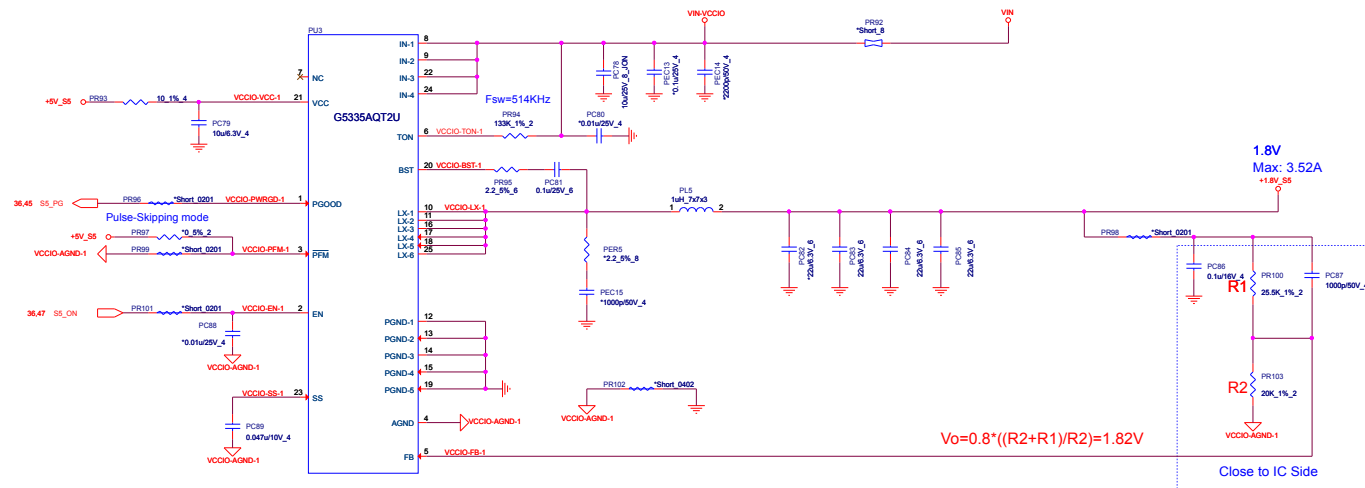 VIN-VCCIO
VIN
PU3
PR92
*Short_8
IN-1 8
IN-2 9
IN-3 22
IN-4 24
7 NC
PC78
10u/25V_8_JON
PEC13
*0.1u/25V_4
PEC14
*2200p/50V_4
+5V_S5
PR93
10_1%_4
VCCIO-VCC-1
21 VCC
G5335AQT2U
Fsw=514KHz
PR94
133K_1%_2
PC80
*0.01u/25V_4
PC79
10u/6.3V_4
TON 6 VCCIO-TON-1
BST 20 VCCIO-BST-1
PR95
2.2_5%_6
PC81
0.1u/25V_6
1.8V
Max: 3.52A
+1.8V_S5
36,45 S5_PG
PR96
*Short_0201
VCCIO-PWRGD-1
1 PGOOD
Pulse-Skipping mode
+5V_S5
PR97
*0_5%_2
VCCIO-AGND-1
PR99
*Short_0201
VCCIO-PFM-1
3 PFM
LX-1 10 VCCIO-LX-1
LX-2 11
LX-3 16
LX-4 17
LX-5 18
LX-6 25
PL5
1uH_7x7x3
1 2
PER5
*2.2_5%_8
PEC15
*1000p/50V_4
PC82
*22u/6.3V_6
PC83
22u/6.3V_6
PC84
22u/6.3V_6
PC85
22u/6.3V_6
PR98
*Short_0201
PC86
0.1u/16V_4
R1
PR100
25.5K_1%_2
PC87
1000p/50V_4
36,47 S5_ON
PR101
*Short_0201
VCCIO-EN-1
2 EN
PC88
*0.01u/25V_4
VCCIO-AGND-1
PGND-1 12
PGND-2 13
PGND-3 14
PGND-4 15
PGND-5 19
VCCIO-SS-1
23 SS
PC89
0.047u/10V_4
VCCIO-AGND-1
PR102
*Short_0402
VCCIO-AGND-1
R2
PR103
20K_1%_2
VCCIO-AGND-1
AGND 4 VCCIO-AGND-1
Vo=0.8*((R2+R1)/R2)=1.82V
FB 5 VCCIO-FB-1
Close to IC Side